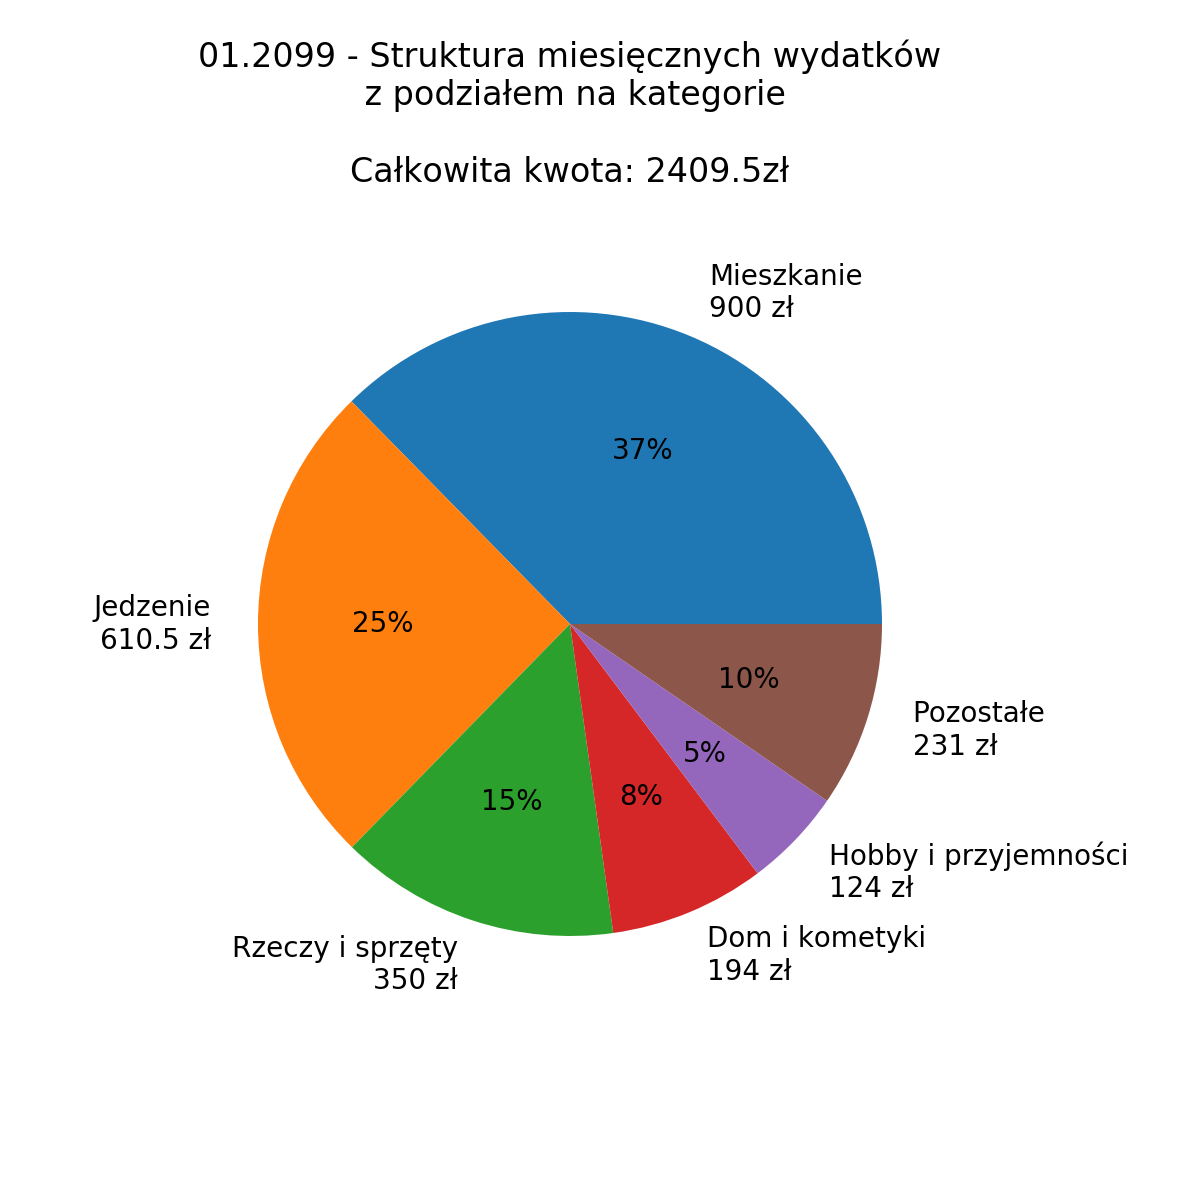 01.2099 - Struktura miesięcznych wydatków
z podziałem na kategorie
Całkowita kwota: 2409.5zł
Mieszkanie
900 zł
37%
Jedzenie
610.5 zł
25%
10%
Pozostałe
231 zł
5%
15%
8%
Hobby i przyjemności
124 zł
Rzeczy i sprzęty
350 zł
Dom i kometyki
194 zł